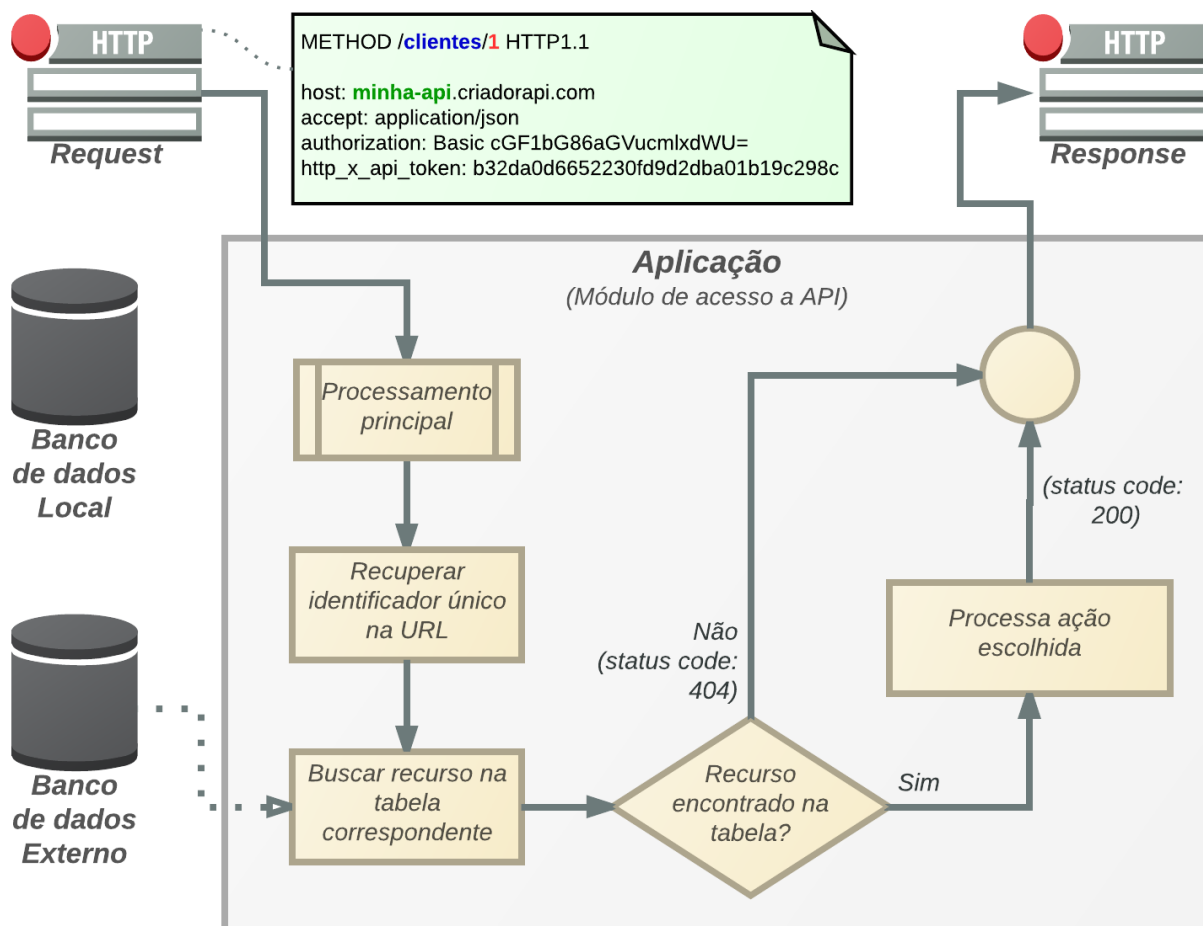 HTTP
Request
METHOD /clientes/1 HTTP1.1
host: minha-api.criadorapi.com
accept: application/json
authorization: Basic cGF1bG86aGVucmlxdWU=
http_x_api_token: b32da0d6652230fd9d2dba01b19c298c
HTTP
Response
Aplicação
(Módulo de acesso a API)
Banco
de dados
Local
Processamento
principal
Recuperar
identificador único
na URL
Banco
de dados
Externo
Buscar recurso na
tabela
correspondente
Recurso
encontrado na
tabela?
Não
(status code:
404)
Sim
Processa ação
escolhida
(status code:
200)